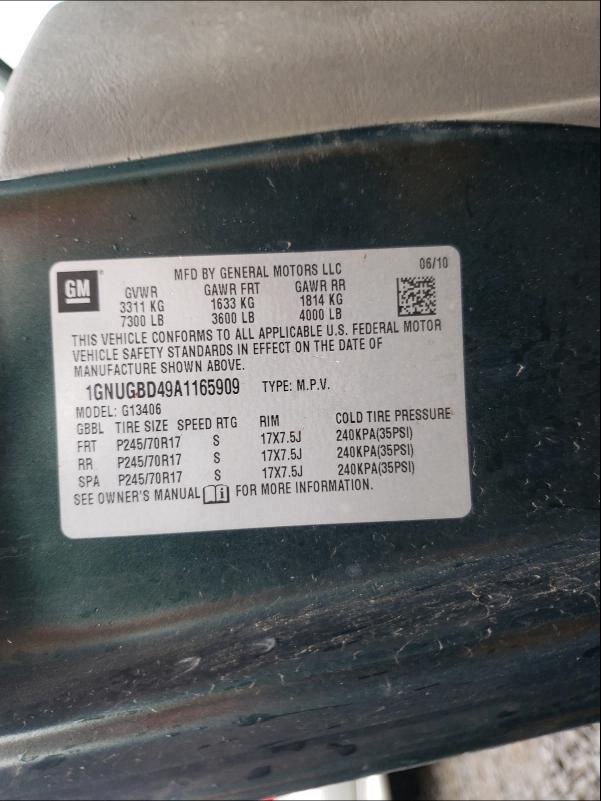 GM
MFD BY GENERAL MOTORS LLC 06/10
GVWR GAWR FRT GAWR RR
3311 KG 1633 KG 1814 KG
7300 LB 3600 LB 4000 LB
THIS VEHICLE CONFORMS TO ALL APPLICABLE U.S. FEDERAL MOTOR
VEHICLE SAFETY STANDARDS IN EFFECT ON THE DATE OF
MANUFACTURE SHOWN ABOVE.
1GNUGBD49A1165909 TYPE: M.P.V.
MODEL: G13406
GBBL TIRE SIZE SPEED RTG RIM COLD TIRE PRESSURE
FRT P245/70R17 S 17X7.5J 240KPA(35PSI)
RR P245/70R17 S 17X7.5J 240KPA(35PSI)
SPA P245/70R17 S 17X7.5J 240KPA(35PSI)
SEE OWNER'S MANUAL i FOR MORE INFORMATION.